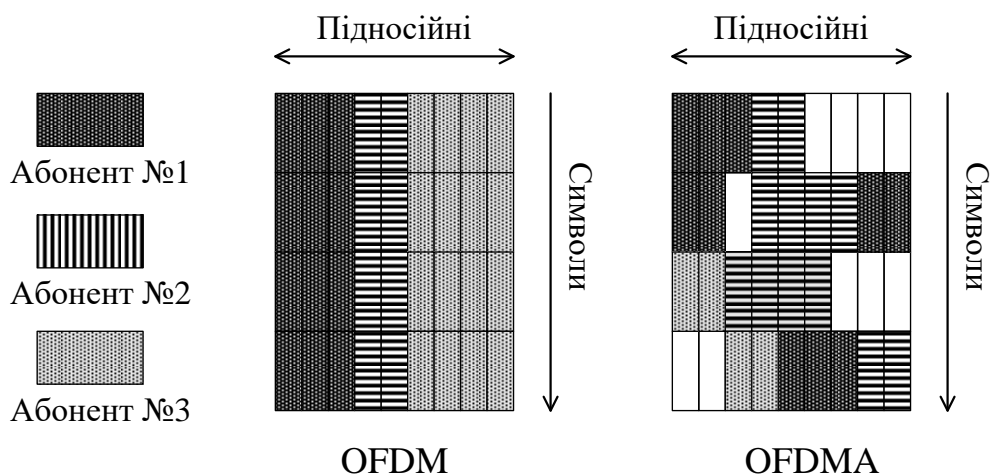 Підносійні
Підносійні
Абонент №1
Абонент №2
Абонент №3
Символи
Символи
OFDM
OFDMA